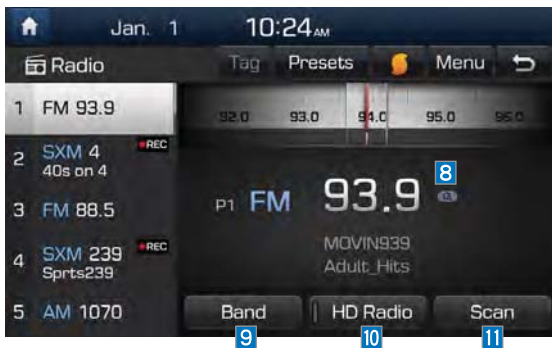 Jan. 1 10:24 AM
Radio Tag Presets Menu
1 FM 93.9
92.0 93.0 94.0 95.0 96.0
2 SXM 4 REC
40s on 4
8
3 FM 88.5
P1 FM 93.9
4 SXM 239 REC
Sprts239
MOVIN939
Adult_Hits
5 AM 1070
Band HD Radio Scan
9 10 11